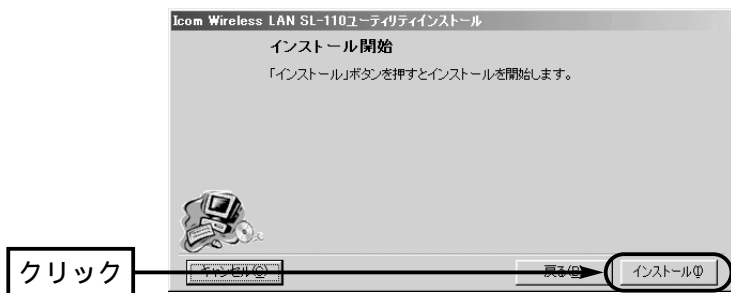 Icom Wireless LAN SL-110ユーティリティインストール
インストール開始
「インストール」ボタンを押すとインストールを開始します。
クリック
キャンセル(C)
戻る(B)
インストール(I)